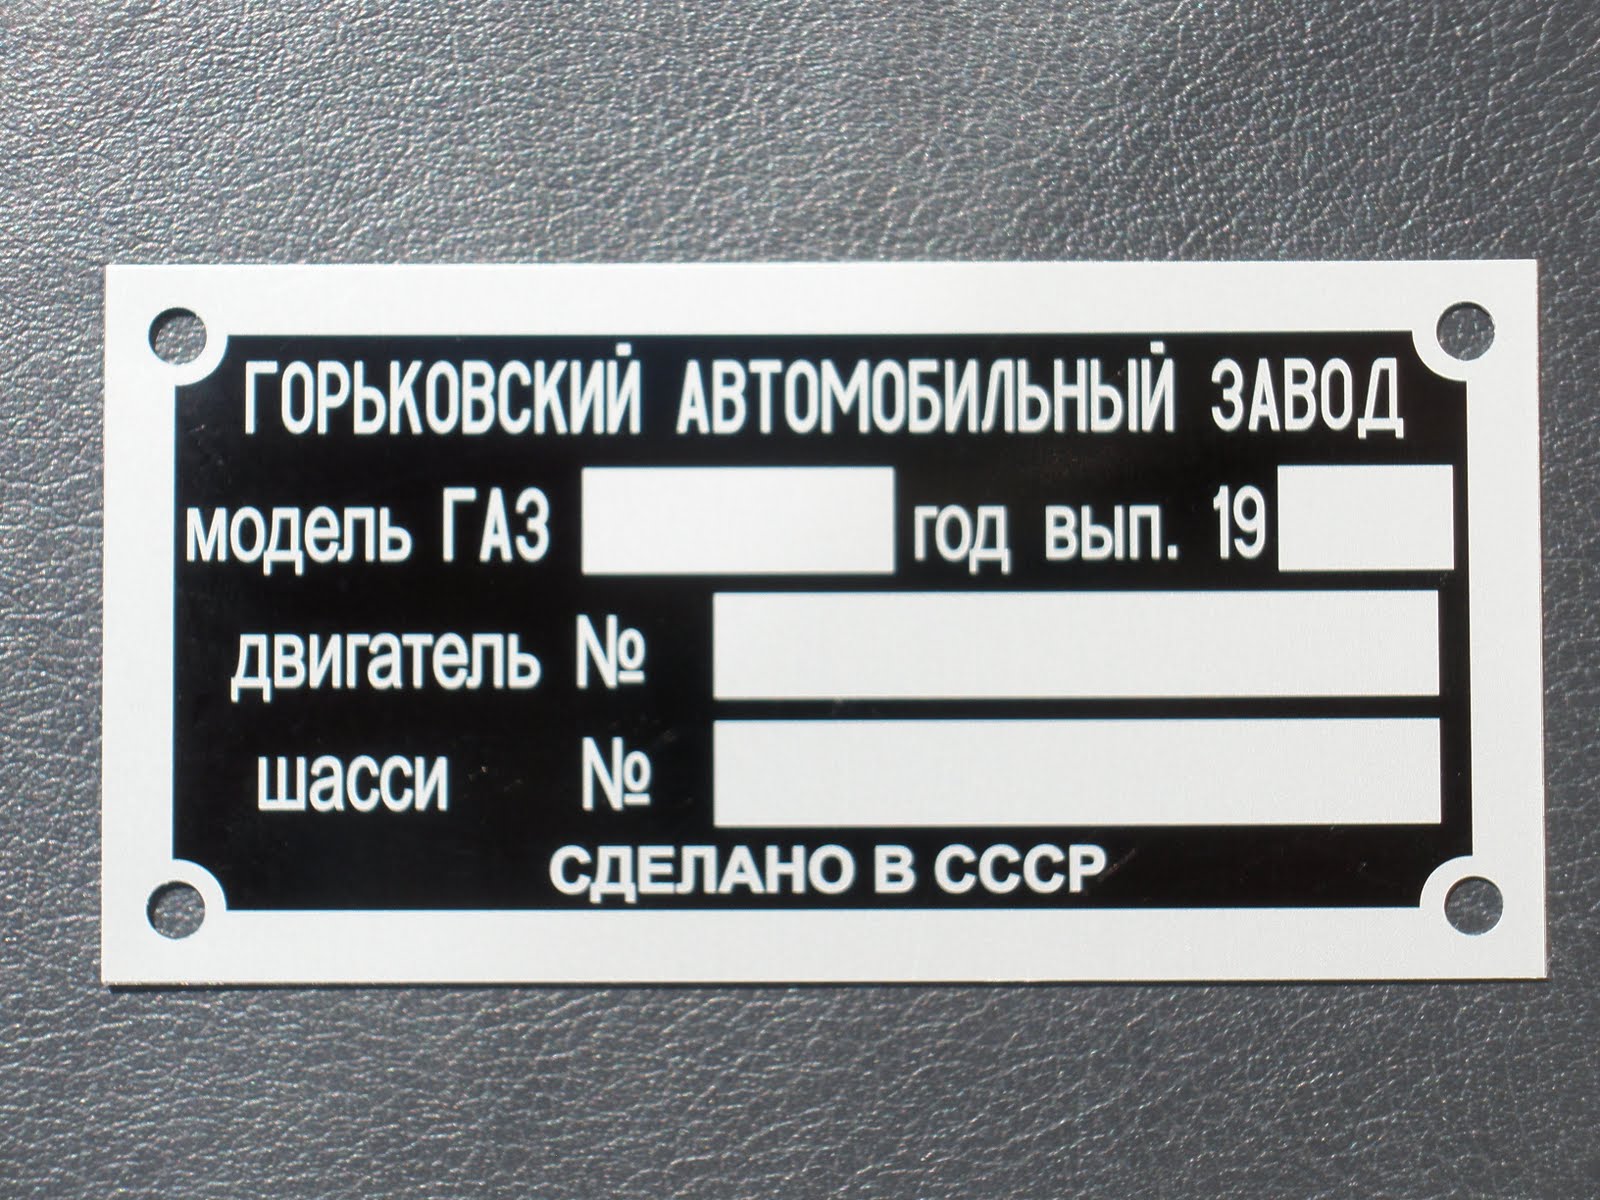 ГОРЬКОВСКИЙ АВТОМОБИЛЬНЫЙ ЗАВОД
модель ГАЗ год вып. 19
двигатель №
шасси №
СДЕЛАНО В СССР